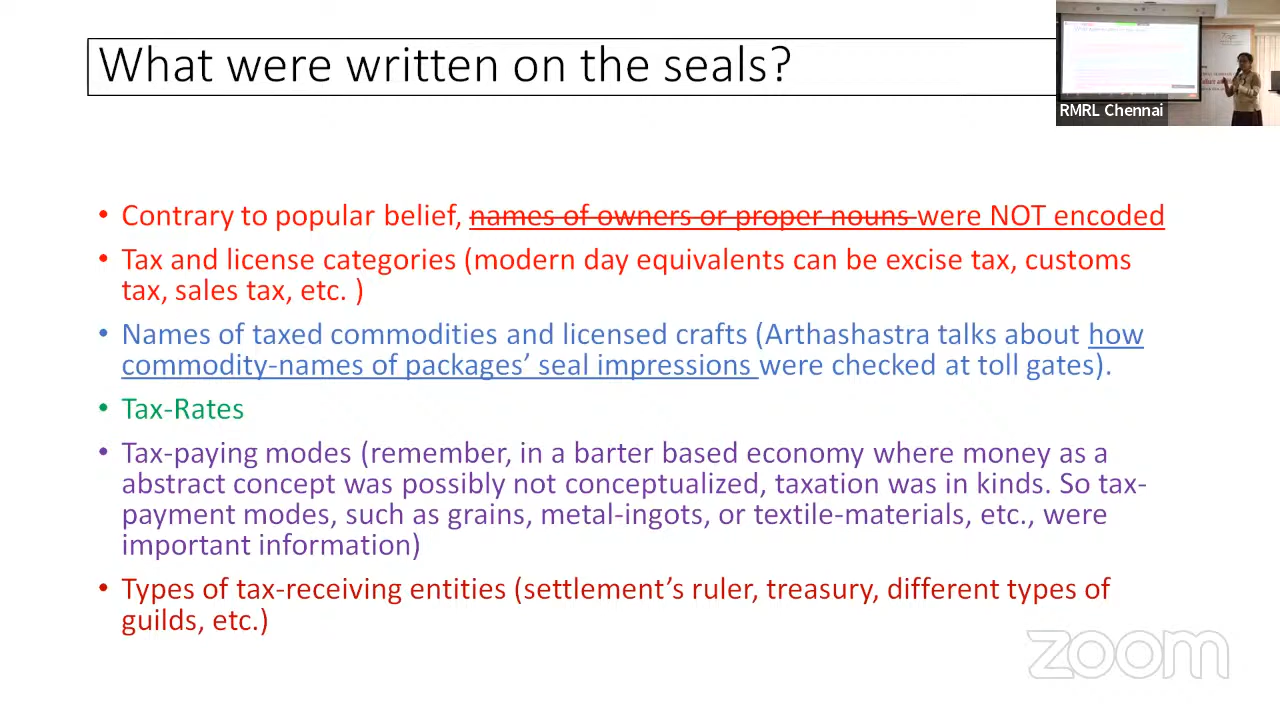 What were written on the seals?
RMRL Chennai
• Contrary to popular belief, names of owners or proper nouns were NOT encoded
• Tax and license categories (modern day equivalents can be excise tax, customs
tax, sales tax, etc. )
• Names of taxed commodities and licensed crafts (Arthashastra talks about how
commodity-names of packages’ seal impressions were checked at toll gates).
• Tax-Rates
• Tax-paying modes (remember, in a barter based economy where money as a
abstract concept was possibly not conceptualized, taxation was in kinds. So tax-
payment modes, such as grains, metal-ingots, or textile-materials, etc., were
important information)
• Types of tax-receiving entities (settlement’s ruler, treasury, different types of
guilds, etc.)
zoom